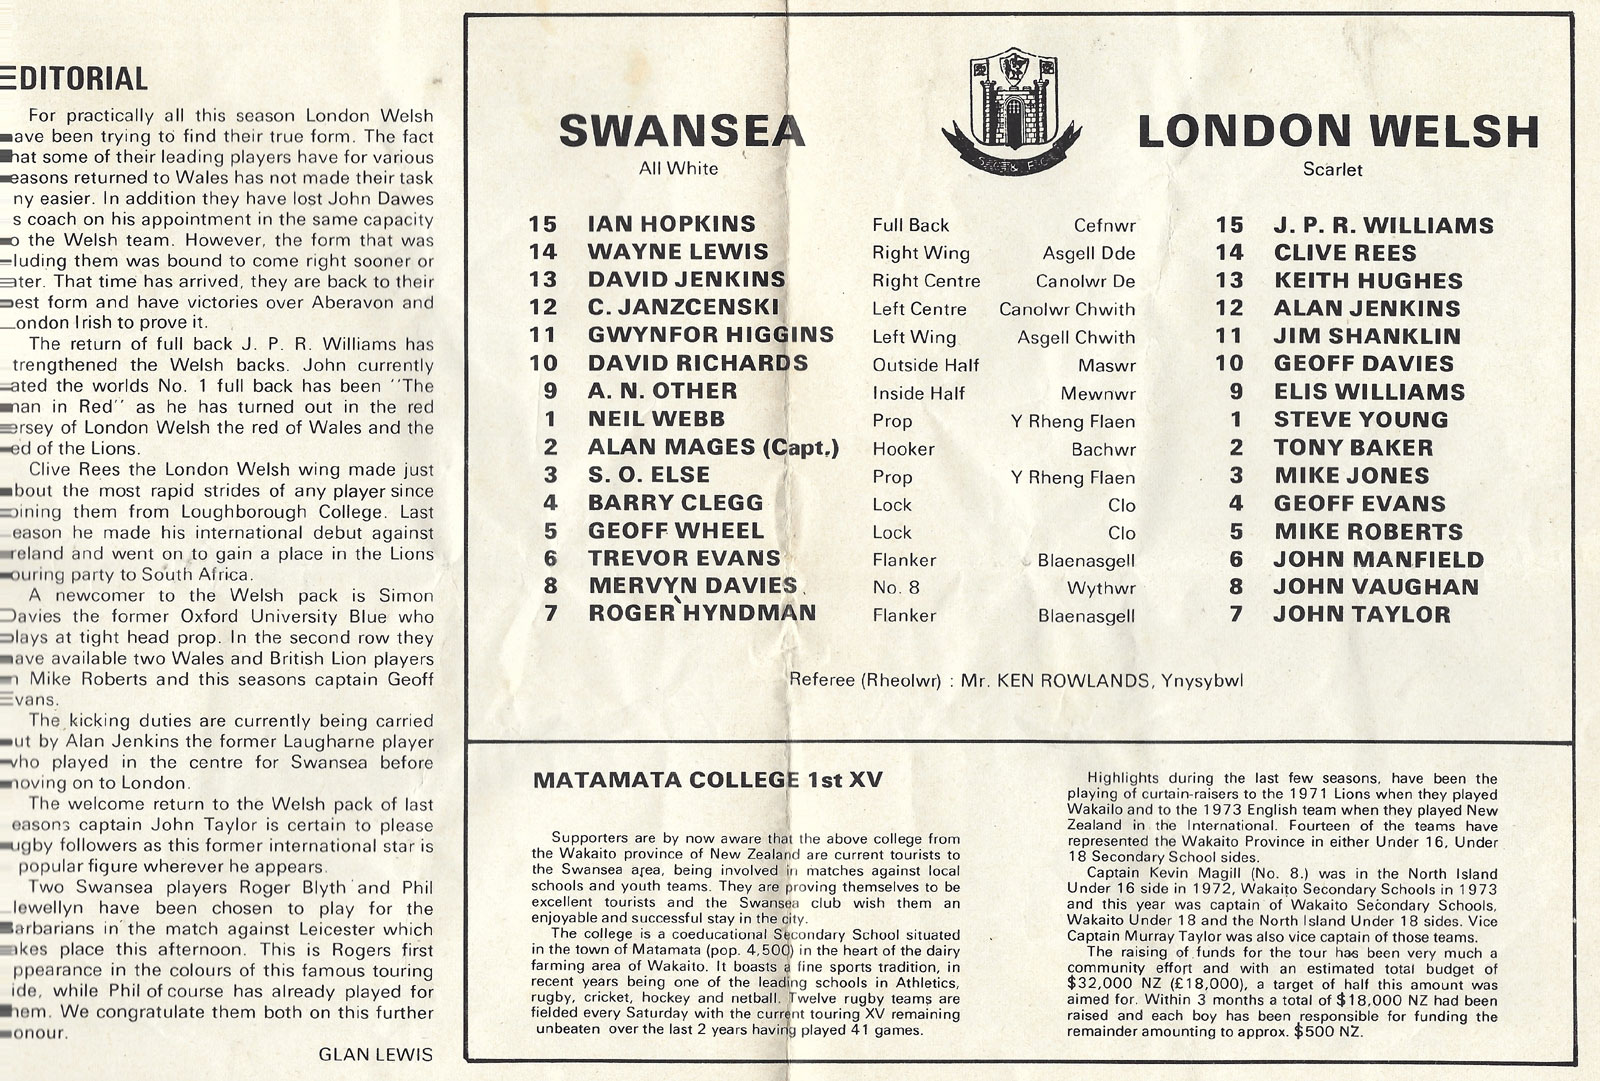 EDITORIAL
For practically all this season London Welsh
have been trying to find their true form. The fact
that some of their leading players have for various
reasons returned to Wales has not made their task
any easier. In addition they have lost John Dawes
as coach on his appointment in the same capacity
to the Welsh team. However, the form that was
eluding them was bound to come right sooner or
later. That time has arrived, they are back to their
best form and have victories over Aberavon and
London Irish to prove it.
The return of full back J. P. R. Williams has
strengthened the Welsh backs. John currently
rated the worlds No. 1 full back has been "The
man in Red" as he has turned out in the red
jersey of London Welsh the red of Wales and the
red of the Lions.
Clive Rees the London Welsh wing made just
about the most rapid strides of any player since
joining them from Loughborough College. Last
season he made his international debut against
Ireland and went on to gain a place in the Lions
touring party to South Africa.
A newcomer to the Welsh pack is Simon
Davies the former Oxford University Blue who
plays at tight head prop. In the second row they
have available two Wales and British Lion players
in Mike Roberts and this seasons captain Geoff
Evans.
The kicking duties are currently being carried
out by Alan Jenkins the former Laugharne player
who played in the centre for Swansea before
moving on to London.
The welcome return to the Welsh pack of last
seasons captain John Taylor is certain to please
rugby followers as this former international star is
popular figure wherever he appears.
Two Swansea players Roger Blyth and Phil
Llewellyn have been chosen to play for the
Barbarians in the match against Leicester which
takes place this afternoon. This is Rogers first
appearance in the colours of this famous touring
side, while Phil of course has already played for
them. We congratulate them both on this further
honour.
GLAN LEWIS
SWANSEA LONDON WELSH
All White Scarlet
15 IAN HOPKINS Full Back Cefnwr 15 J. P. R. WILLIAMS
14 WAYNE LEWIS Right Wing Asgell Dde 14 CLIVE REES
13 DAVID JENKINS Right Centre Canolwr De 13 KEITH HUGHES
12 C. JANZCENSKI Left Centre Canolwr Chwith 12 ALAN JENKINS
11 GWYNFOR HIGGINS Left Wing Asgell Chwith 11 JIM SHANKLIN
10 DAVID RICHARDS Outside Half Maswr 10 GEOFF DAVIES
9 A. N. OTHER Inside Half Mewnwr 9 ELIS WILLIAMS
1 NEIL WEBB Prop Y Rheng Flaen 1 STEVE YOUNG
2 ALAN MAGES (Capt.) Hooker Bachwr 2 TONY BAKER
3 S. O. ELSE Prop Y Rheng Flaen 3 MIKE JONES
4 BARRY CLEGG Lock Clo 4 GEOFF EVANS
5 GEOFF WHEEL Lock Clo 5 MIKE ROBERTS
6 TREVOR EVANS Flanker Blaenasgell 6 JOHN MANFIELD
8 MERVYN DAVIES No. 8 Wythwr 8 JOHN VAUGHAN
7 ROGER HYNDMAN Flanker Blaenasgell 7 JOHN TAYLOR
Referee (Rheolwr) : Mr. KEN ROWLANDS, Ynysybwl
MATAMATA COLLEGE 1st XV
Supporters are by now aware that the above college from
the Wakaito province of New Zealand are current tourists to
the Swansea area, being involved in matches against local
schools and youth teams. They are proving themselves to be
excellent tourists and the Swansea club wish them an
enjoyable and successful stay in the city.
The college is a coeducational Secondary School situated
in the town of Matamata (pop. 4,500) in the heart of the dairy
farming area of Wakaito. It boasts a fine sports tradition, in
recent years being one of the leading schools in Athletics,
rugby, cricket, hockey and netball. Twelve rugby teams are
fielded every Saturday with the current touring XV remaining
unbeaten over the last 2 years having played 41 games.
Highlights during the last few seasons, have been the
playing of curtain-raisers to the 1971 Lions when they played
Wakailo and to the 1973 English team when they played New
Zealand in the International. Fourteen of the teams have
represented the Wakaito Province in either Under 16, Under
18 Secondary School sides.
Captain Kevin Magill (No. 8.) was in the North Island
Under 16 side in 1972, Wakaito Secondary Schools in 1973
and this year was captain of Wakaito Secondary Schools,
Wakaito Under 18 and the North Island Under 18 sides. Vice
Captain Murray Taylor was also vice captain of those teams.
The raising of funds for the tour has been very much a
community effort and with an estimated total budget of
$32,000 NZ (£18,000), a target of half this amount was
aimed for. Within 3 months a total of $18,000 NZ had been
raised and each boy has been responsible for funding the
remainder amounting to approx. $500 NZ.